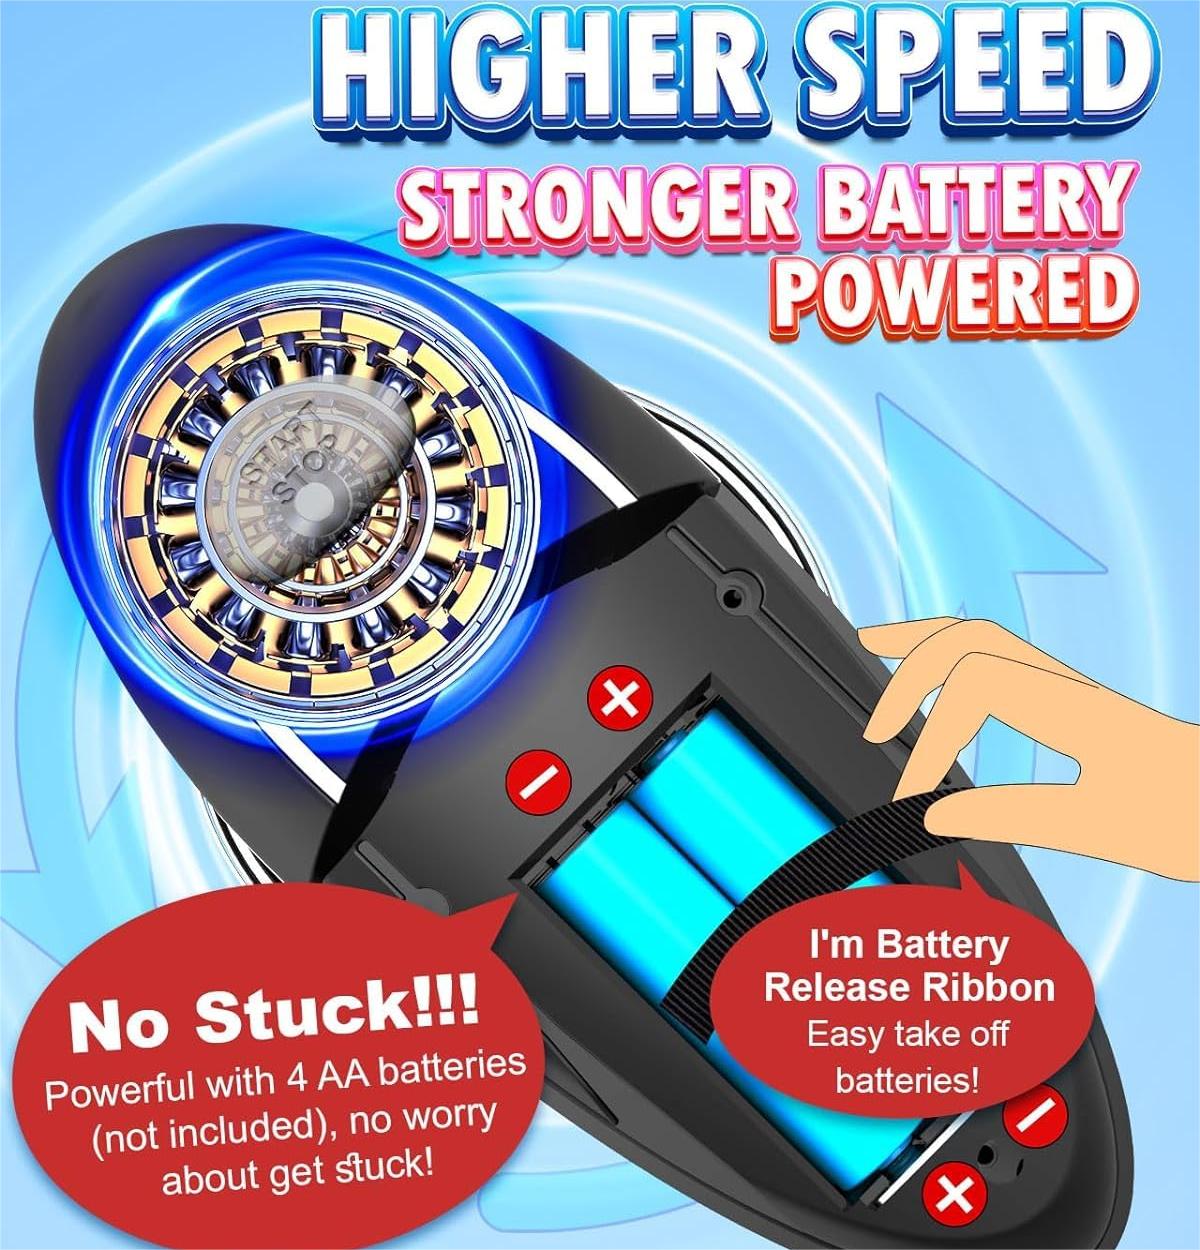 HIGHER SPEED
STRONGER BATTERY
POWERED
START
STOP
No Stuck!!!
Powerful with 4 AA batteries
(not included), no worry
about get stuck!
I'm Battery
Release Ribbon
Easy take off
batteries!